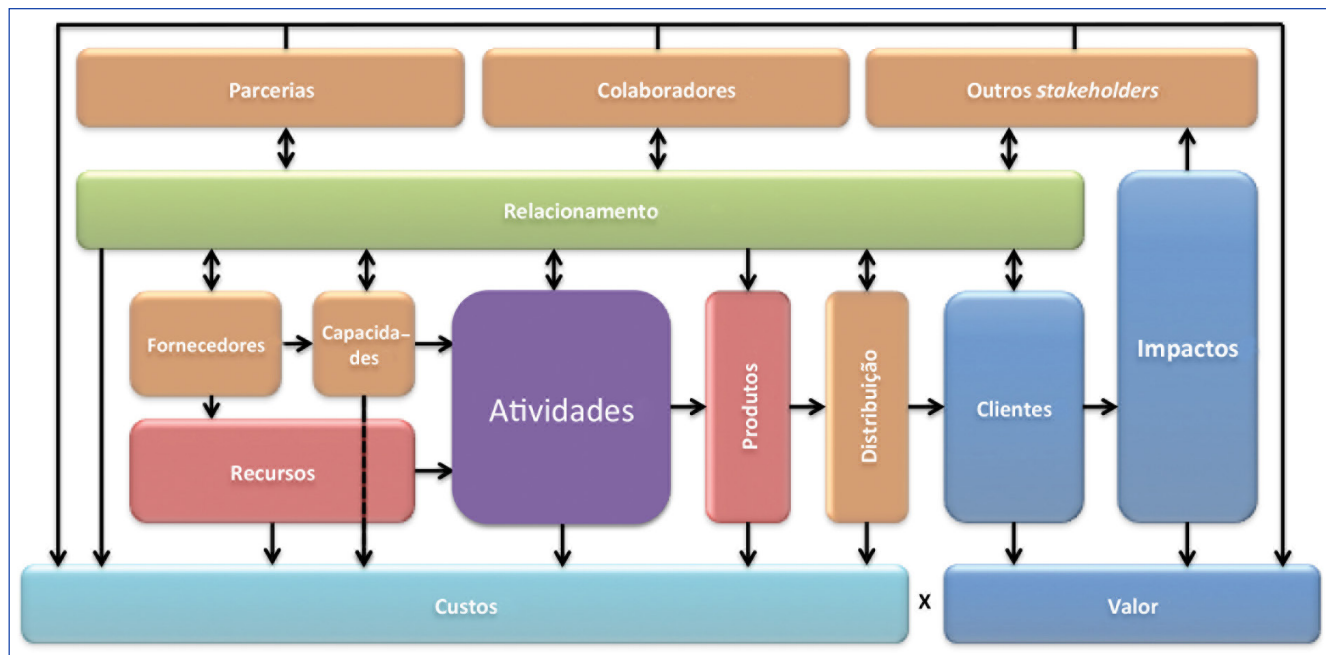 Parcerias
Colaboradores
Outros stakeholders
Relacionamento
Fornecedores
Capacida-
des
Recursos
Atividades
Produtos
Distribuição
Clientes
Impactos
Custos
X
Valor